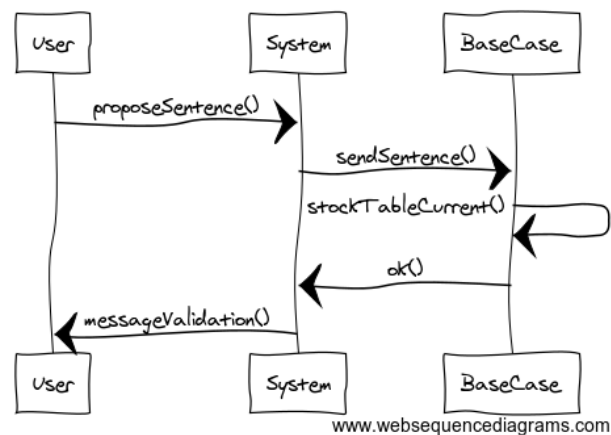 User System BaseCase
proposeSentence()
sendSentence()
stockTableCurrent()
ok()
messageValidation()
User System BaseCase
www.websequencediagrams.com